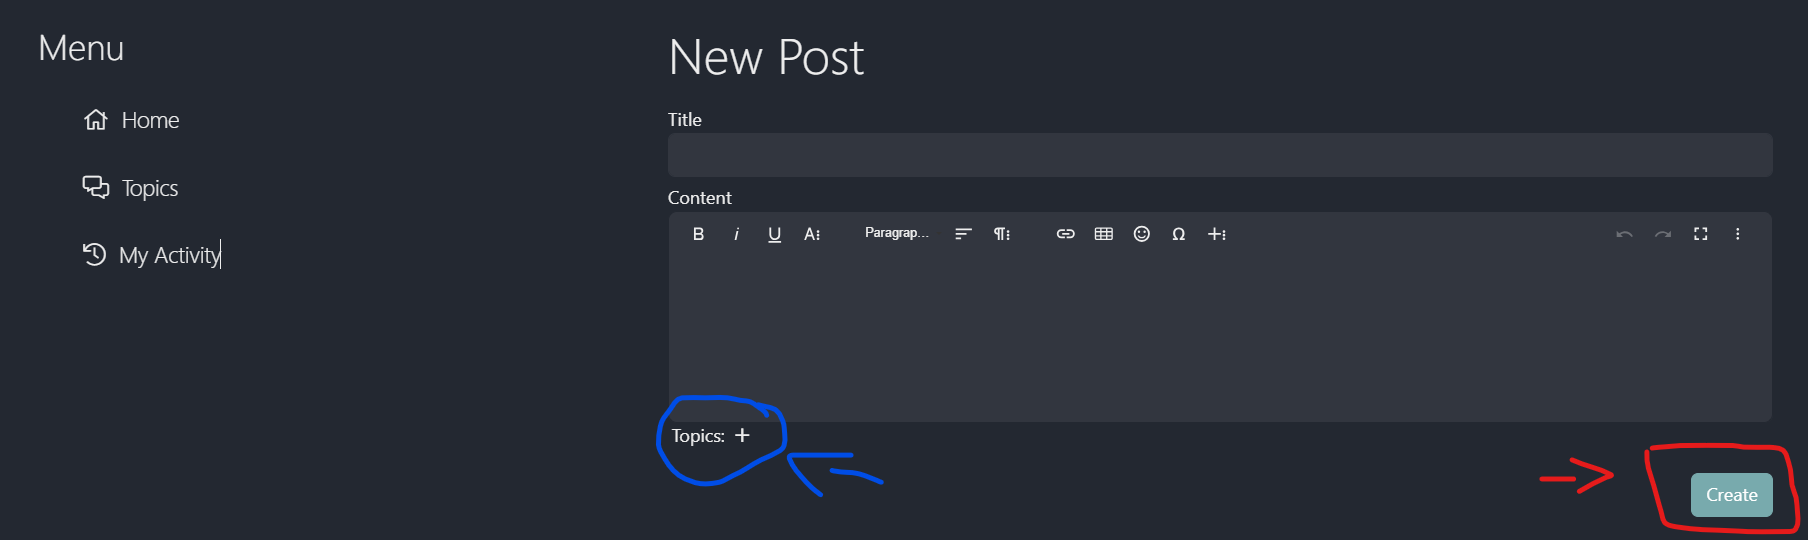 Menu
Home
Topics
My Activity
New Post
Title
Content
B i U A Paragrap... Ω
Topics: +
Create